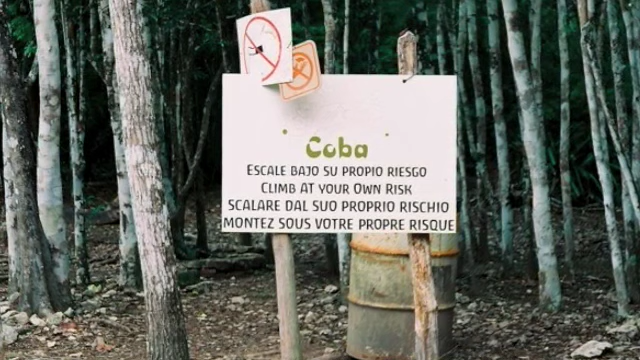 Coba
ESCALE BAJO SU PROPIO RIESGO
CLIMB AT YOUR OWN RISK
SCALARE DAL SUO PROPRIO RISCHIO
MONTEZ SOUS VOTRE PROPRE RISQUE